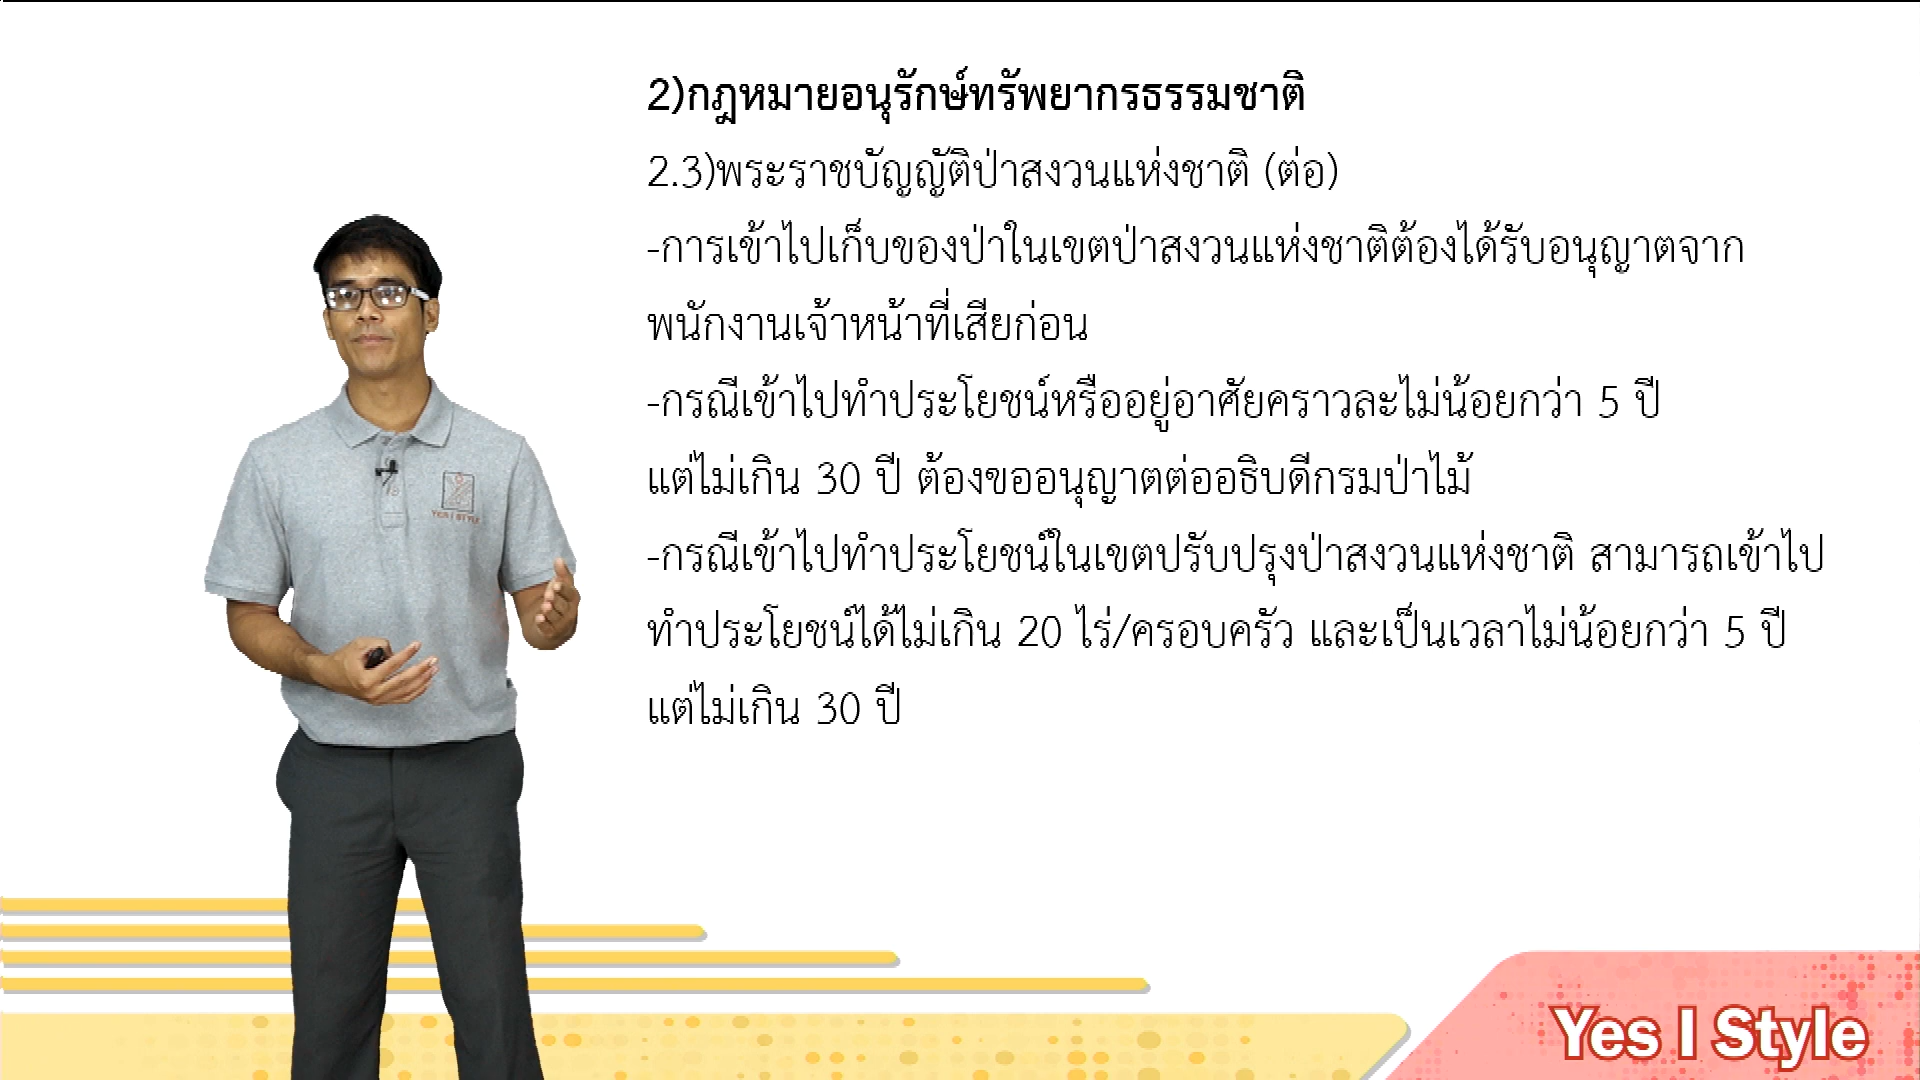 2)กฎหมายอนุรักษ์ทรัพยากรธรรมชาติ
2.3)พระราชบัญญัติป่าสงวนแห่งชาติ (ต่อ)
-การเข้าไปเก็บของป่าในเขตป่าสงวนแห่งชาติต้องได้รับอนุญาตจาก
พนักงานเจ้าหน้าที่เสียก่อน
-กรณีเข้าไปทำประโยชน์หรืออยู่อาศัยคราวละไม่น้อยกว่า 5 ปี
แต่ไม่เกิน 30 ปี ต้องขออนุญาตต่ออธิบดีกรมป่าไม้
-กรณีเข้าไปทำประโยชน์ในเขตปรับปรุงป่าสงวนแห่งชาติ สามารถเข้าไป
ทำประโยชน์ได้ไม่เกิน 20 ไร่/ครอบครัว และเป็นเวลาไม่น้อยกว่า 5 ปี
แต่ไม่เกิน 30 ปี
YES I STYLE
Yes I Style